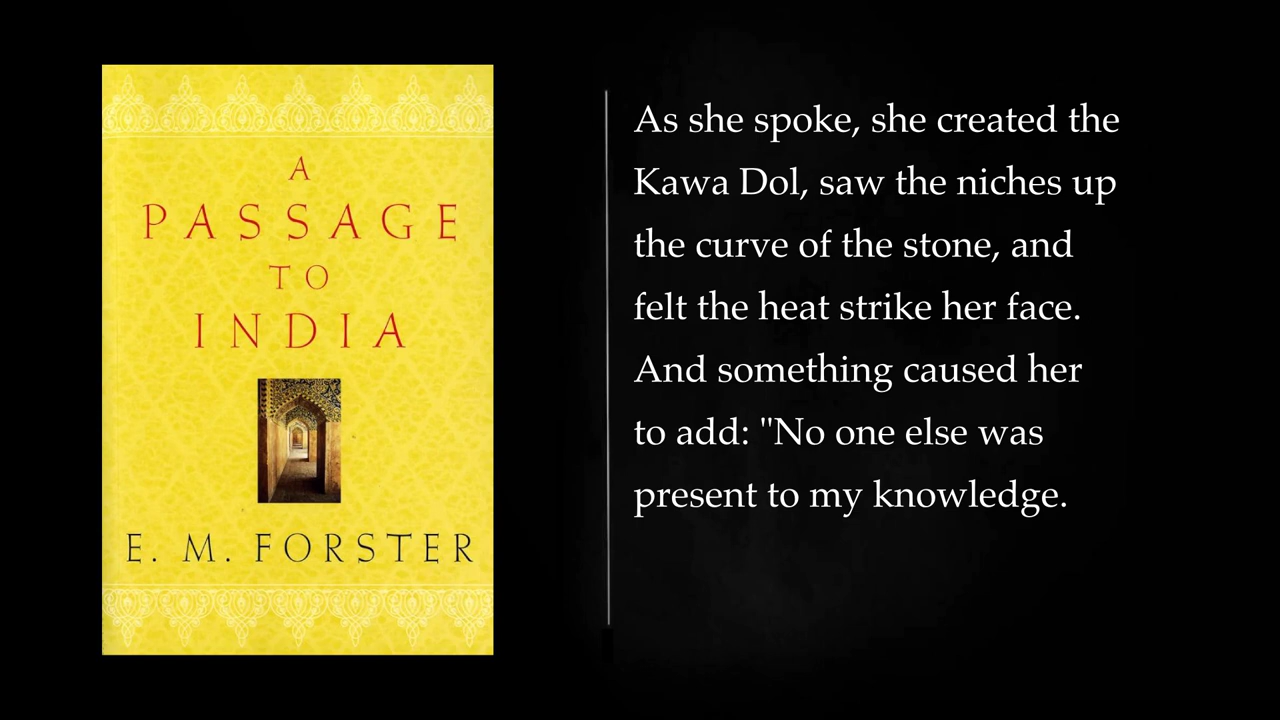 A
PASSAGE
TO
INDIA
E. M. FORSTER
As she spoke, she created the
Kawa Dol, saw the niches up
the curve of the stone, and
felt the heat strike her face.
And something caused her
to add: "No one else was
present to my knowledge.